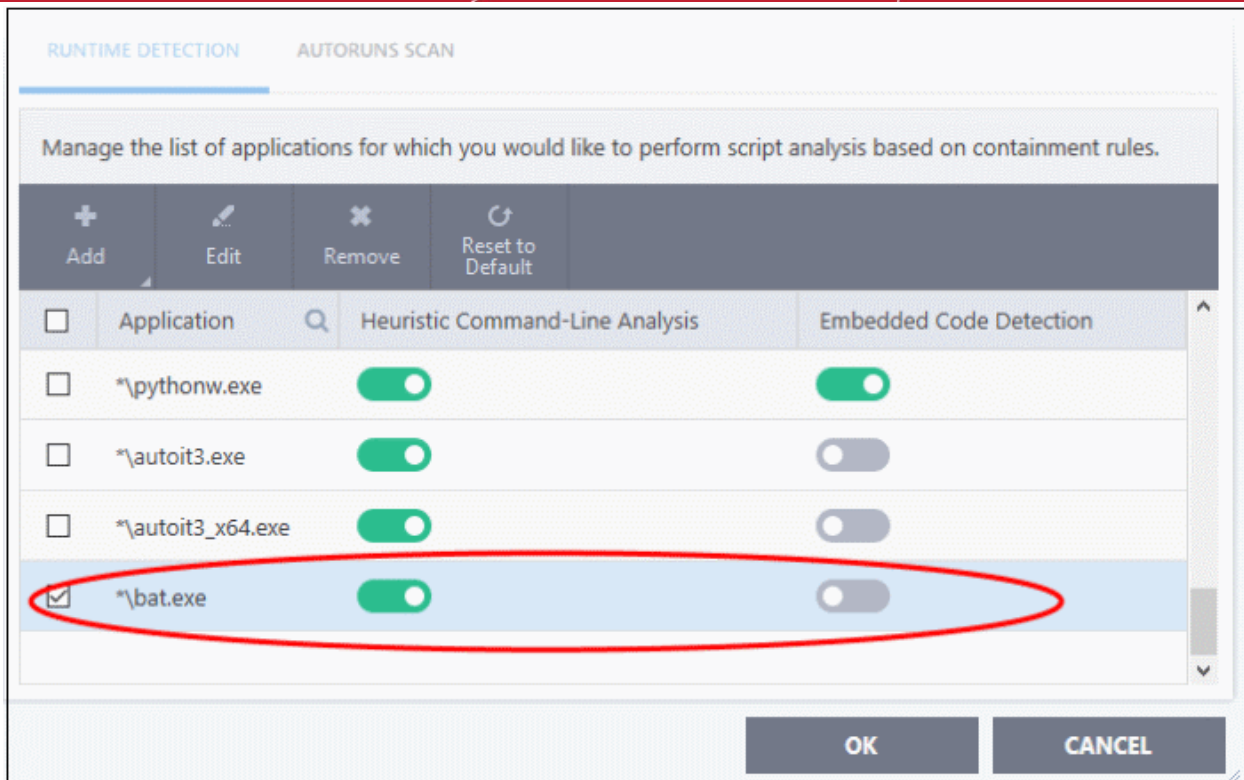 RUNTIME DETECTION AUTORUNS SCAN
Manage the list of applications for which you would like to perform script analysis based on containment rules.
Add Edit Remove Reset to Default
Application Heuristic Command-Line Analysis Embedded Code Detection
*\pythonw.exe
*\autoit3.exe
*\autoit3_x64.exe
*\bat.exe
OK CANCEL